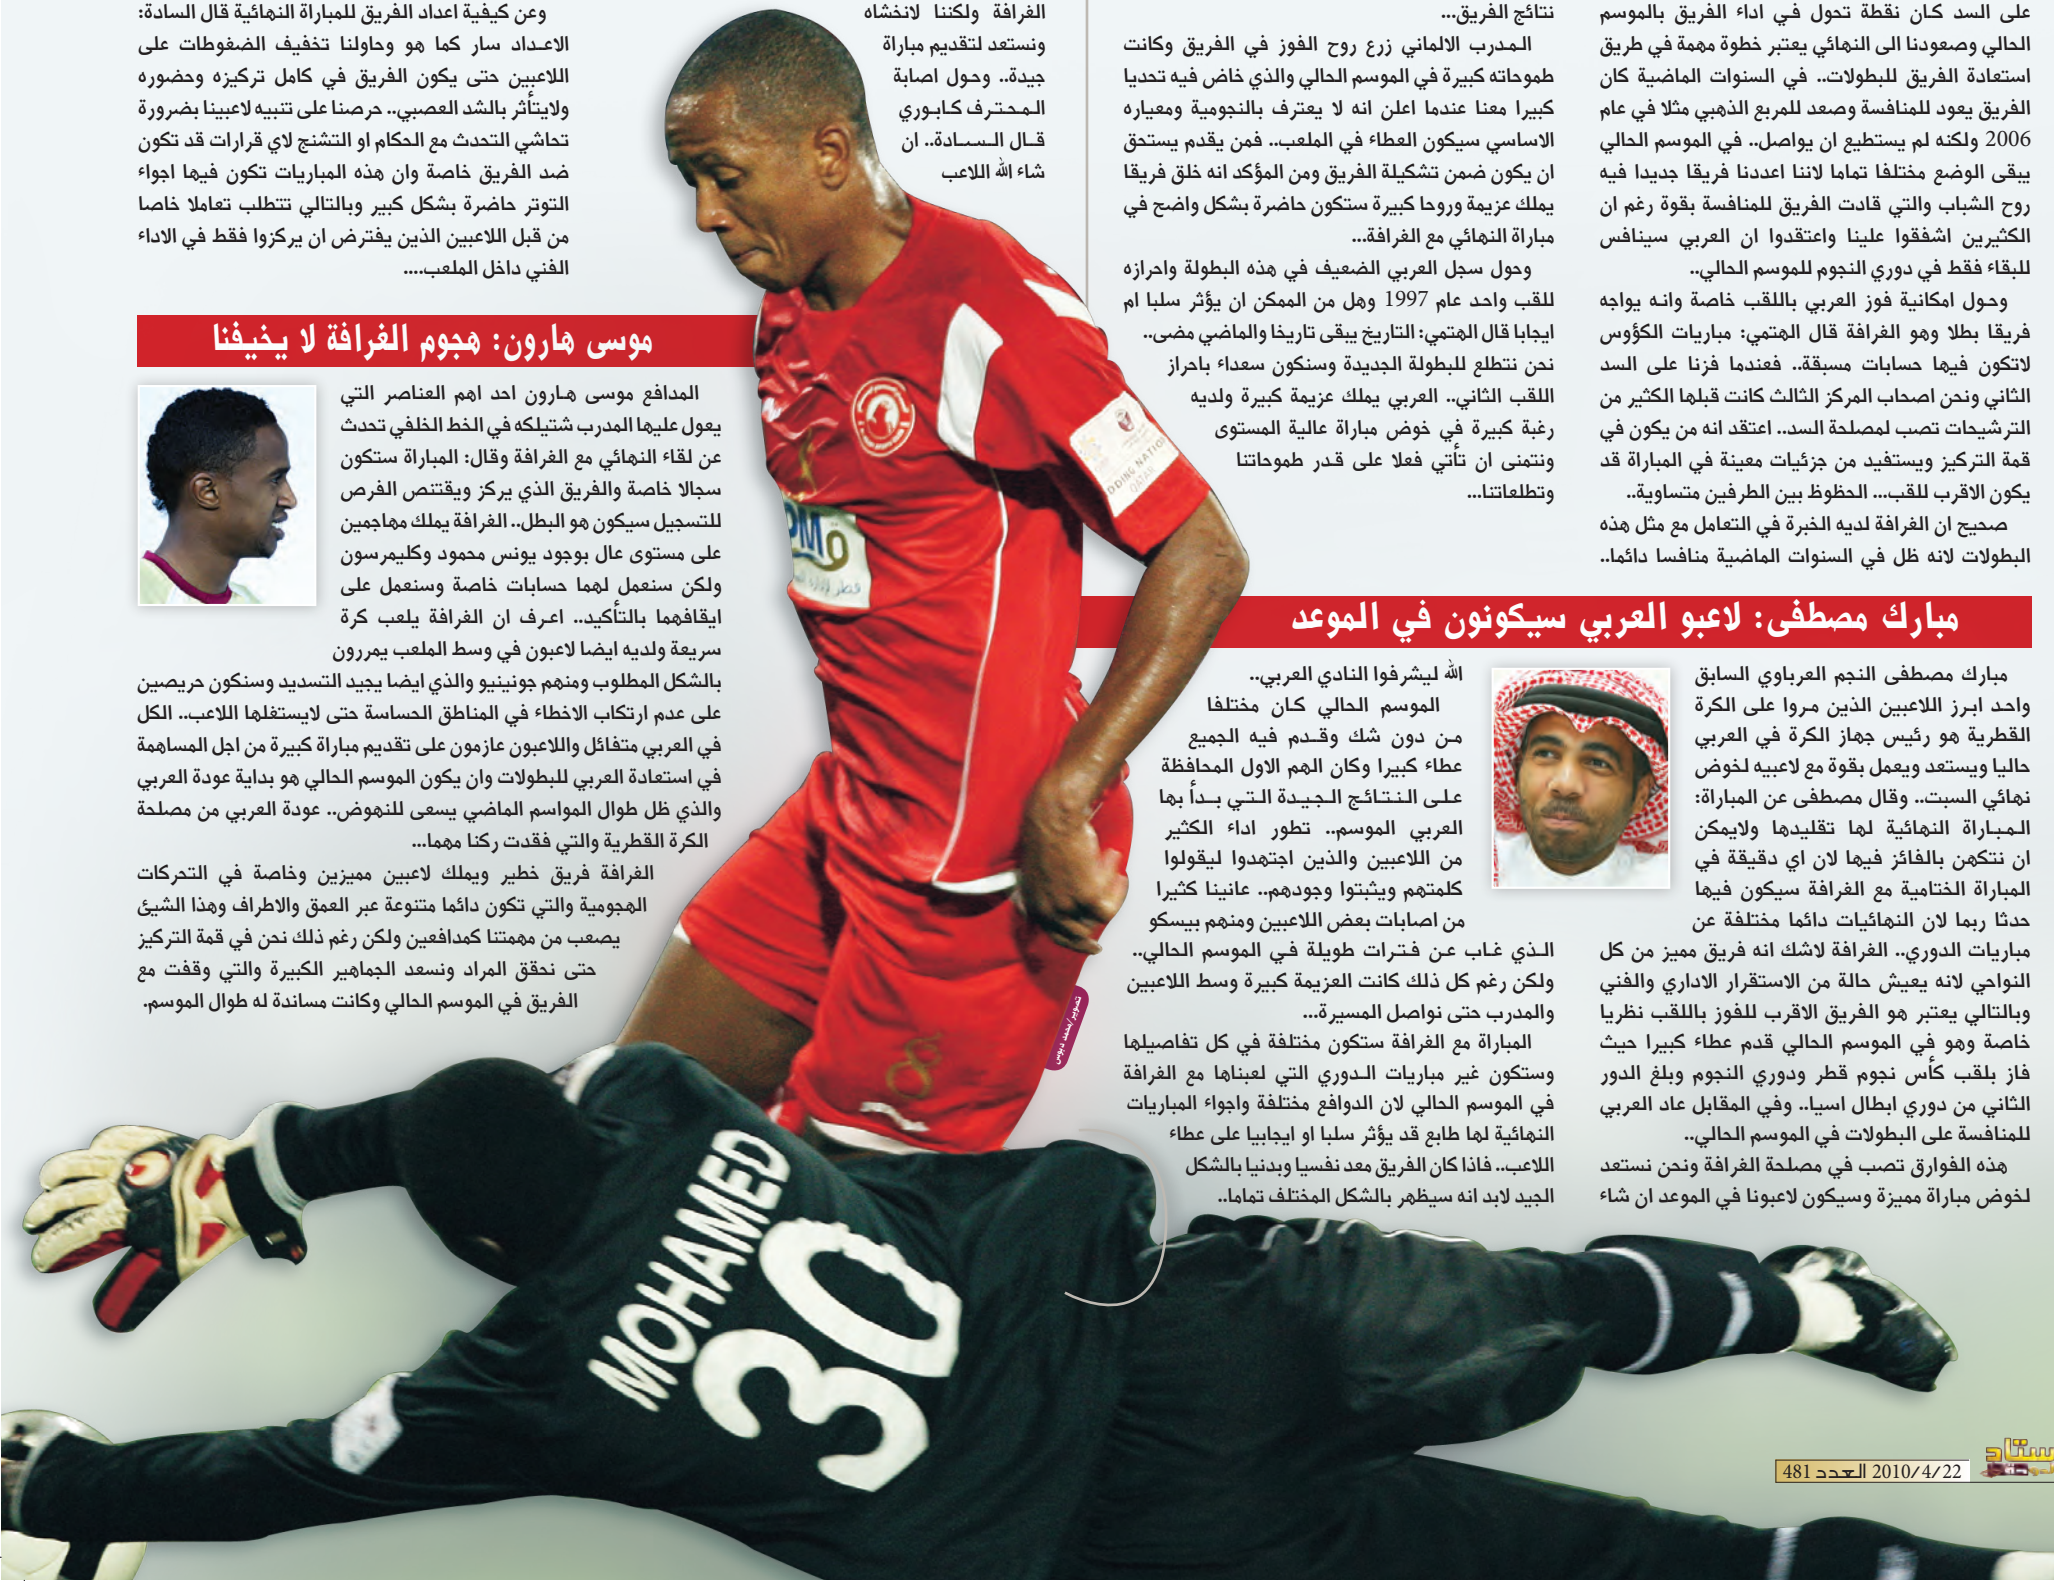 على السد كان نقطة تحول في اداء الفريق بالموسم
الحالي وصعودنا الى النهائي يعتبر خطوة مهمة في طريق
استعادة الفريق للبطولات.. في السنوات الماضية كان
الفريق يعود للمنافسة وصعد للمربع الذهبي مثلا في عام
2006 ولكنه لم يستطيع ان يواصل.. في الموسم الحالي
يبقى الوضع مختلفا تماما لاننا اعددنا فريقا جديدا فيه
روح الشباب والتي قادت الفريق للمنافسة بقوة رغم ان
الكثيرين اشفقوا علينا واعتقدوا ان العربي سينافس
للبقاء فقط في دوري النجوم للموسم الحالي..
وحول امكانية فوز العربي باللقب خاصة وانه يواجه
فريقا بطلا وهو الغرافة قال الهتمي: مباريات الكؤوس
لاتكون فيها حسابات مسبقة.. فعندما فزنا على السد
الثاني ونحن اصحاب المركز الثالث كانت قبلها الكثير من
الترشيحات تصب لمصلحة السد.. اعتقد انه من يكون في
قمة التركيز ويستفيد من جزئيات معينة في المباراة قد
يكون الاقرب للقب... الحظوظ بين الطرفين متساوية..
صحيح ان الغرافة لديه الخبرة في التعامل مع مثل هذه
البطولات لانه ظل في السنوات الماضية منافسا دائما..
نتائج الفريق...
المدرب الالماني زرع روح الفوز في الفريق وكانت
طموحاته كبيرة في الموسم الحالي والذي خاض فيه تحديا
كبيرا معنا عندما اعلن انه لا يعترف بالنجومية ومعياره
الاساسي سيكون العطاء في الملعب.. فمن يقدم يستحق
ان يكون ضمن تشكيلة الفريق ومن المؤكد انه خلق فريقا
يملك عزيمة وروحا كبيرة ستكون حاضرة بشكل واضح في
مباراة النهائي مع الغرافة...
وحول سجل العربي الضعيف في هذه البطولة واحرازه
للقب واحد عام 1997 وهل من الممكن ان يؤثر سلبا ام
ايجابا قال الهتمي: التاريخ يبقى تاريخا والماضي مضى..
نحن نتطلع للبطولة الجديدة وسنكون سعداء باحراز
اللقب الثاني.. العربي يملك عزيمة كبيرة ولديه
رغبة كبيرة في خوض مباراة عالية المستوى
ونتمنى ان تأتي فعلا على قدر طموحاتنا
وتطلعاتنا...
الغرافة ولكننا لانخشاه
ونستعد لتقديم مباراة
جيدة.. وحول اصابة
المحترف كابوري
قال السادة.. ان
شاء الله اللاعب
وعن كيفية اعداد الفريق للمباراة النهائية قال السادة:
الاعداد سار كما هو وحاولنا تخفيف الضغوطات على
اللاعبين حتى يكون الفريق في كامل تركيزه وحضوره
ولايتأثر بالشد العصبي.. حرصنا على تنبيه لاعبينا بضرورة
تحاشي التحدث مع الحكام او التشنج لاي قرارات قد تكون
ضد الفريق خاصة وان هذه المباريات تكون فيها اجواء
التوتر حاضرة بشكل كبير وبالتالي تتطلب تعاملا خاصا
من قبل اللاعبين الذين يفترض ان يركزوا فقط في الاداء
الفني داخل الملعب....
مبارك مصطفى: لاعبو العربي سيكونون في الموعد
مبارك مصطفى النجم العرباوي السابق
واحد ابرز اللاعبين الذين مروا على الكرة
القطرية هو رئيس جهاز الكرة في العربي
حاليا ويستعد ويعمل بقوة مع لاعبيه لخوض
نهائي السبت.. وقال مصطفى عن المباراة:
المباراة النهائية لها تقليدها ولايمكن
ان نتكهن بالفائز فيها لان اي دقيقة في
المباراة الختامية مع الغرافة سيكون فيها
حدثا ربما لان النهائيات دائما مختلفة عن
مباريات الدوري.. الغرافة لاشك انه فريق مميز من كل
النواحي لانه يعيش حالة من الاستقرار الاداري والفني
وبالتالي يعتبر هو الفريق الاقرب للفوز باللقب نظريا
خاصة وهو في الموسم الحالي قدم عطاء كبيرا حيث
فاز بلقب كأس نجوم قطر ودوري النجوم وبلغ الدور
الثاني من دوري ابطال اسيا.. وفي المقابل عاد العربي
للمنافسة على البطولات في الموسم الحالي..
هذه الفوارق تصب في مصلحة الغرافة ونحن نستعد
لخوض مباراة مميزة وسيكون لاعبونا في الموعد ان شاء
الله ليشرفوا النادي العربي..
الموسم الحالي كان مختلفا
من دون شك وقدم فيه الجميع
عطاء كبيرا وكان الهم الاول المحافظة
على النتائج الجيدة التي بدأ بها
العربي الموسم.. تطور اداء الكثير
من اللاعبين والذين اجتهدوا ليقولوا
كلمتهم ويثبتوا وجودهم.. عانينا كثيرا
من اصابات بعض اللاعبين ومنهم بيسكو
الذي غاب عن فترات طويلة في الموسم الحالي..
ولكن رغم كل ذلك كانت العزيمة كبيرة وسط اللاعبين
والمدرب حتى نواصل المسيرة...
المباراة مع الغرافة ستكون مختلفة في كل تفاصيلها
وستكون غير مباريات الدوري التي لعبناها مع الغرافة
في الموسم الحالي لان الدوافع مختلفة واجواء المباريات
النهائية لها طابع قد يؤثر سلبا او ايجابيا على عطاء
اللاعب.. فاذا كان الفريق معد نفسيا وبدنيا بالشكل
الجيد لابد انه سيظهر بالشكل المختلف تماما..
موسى هارون: هجوم الغرافة لا يخيفنا
المدافع موسى هارون احد اهم العناصر التي
يعول عليها المدرب شتيلكه في الخط الخلفي تحدث
عن لقاء النهائي مع الغرافة وقال: المباراة ستكون
سجالا خاصة والفريق الذي يركز ويقتنص الفرص
للتسجيل سيكون هو البطل.. الغرافة يملك مهاجمين
على مستوى عال بوجود يونس محمود وكليمرسون
ولكن سنعمل لهما حسابات خاصة وسنعمل على
ايقافهما بالتأكيد.. اعرف ان الغرافة يلعب كرة
سريعة ولديه ايضا لاعبون في وسط الملعب يمررون
بالشكل المطلوب ومنهم جونينيو والذي ايضا يجيد التسديد وسنكون حريصين
على عدم ارتكاب الاخطاء في المناطق الحساسة حتى لايستغلها اللاعب.. الكل
في العربي متفائل واللاعبون عازمون على تقديم مباراة كبيرة من اجل المساهمة
في استعادة العربي للبطولات وان يكون الموسم الحالي هو بداية عودة العربي
والذي ظل طوال المواسم الماضي يسعى للنهوض.. عودة العربي من مصلحة
الكرة القطرية والتي فقدت ركنا مهما...
الغرافة فريق خطير ويملك لاعبين مميزين وخاصة في التحركات
الهجومية والتي تكون دائما متنوعة عبر العمق والاطراف وهذا الشيئ
يصعب من مهمتنا كمدافعين ولكن رغم ذلك نحن في قمة التركيز
حتى نحقق المراد ونسعد الجماهير الكبيرة والتي وقفت مع
الفريق في الموسم الحالي وكانت مساندة له طوال الموسم.
تصوير/محمد دبوس
8
MOHAMED
30
2010/4/22 العدد 481
ستاد